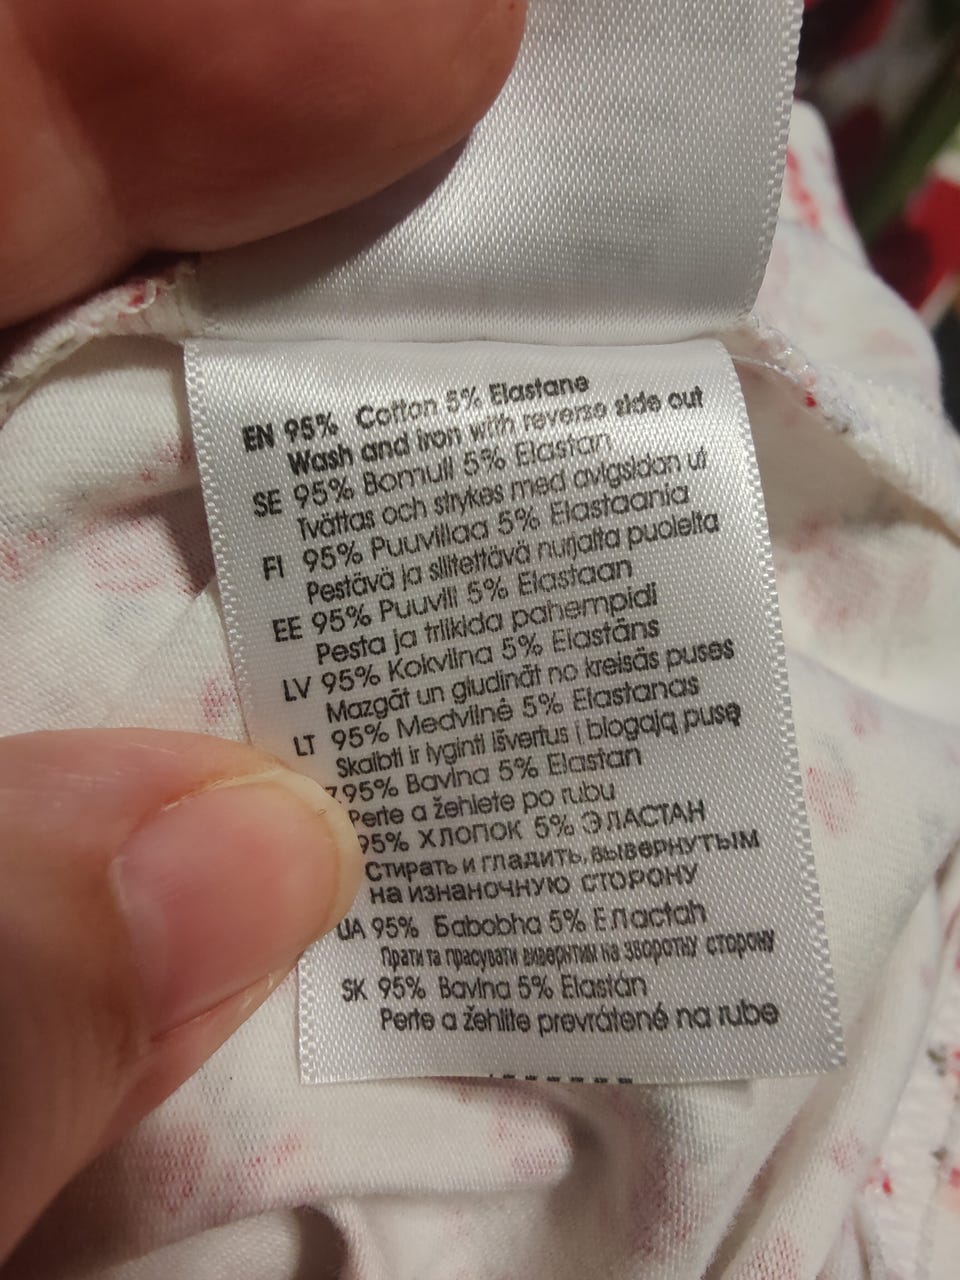 EN 95% Cotton 5% Elastane
Wash and iron with reverse side out
SE 95% Bomull 5% Elastan
Tvättas och strykes med avigsidan ut
FI 95% Puuvillaa 5% Elastaania
Pestävä ja silitettävä nurjalta puolelta
EE 95% Puuvill 5% Elastaan
Pesta ja triikida pahempidi
LV 95% Kokvilna 5% Elastāns
Mazgāt un gludināt no kreisās puses
LT 95% Medvilnė 5% Elastanas
Skalbti ir lyginti išvertus į blogąją pusę
95% Bavlna 5% Elastan
Perte a žehlete po rubu
95% ХЛОПОК 5% ЭЛАСТАН
Стирать и гладить, вывернутым
на изнаночную сторону
UA 95% Бабовна 5% Еластан
Прати та прасувати вивернтим на зворотну сторону
SK 95% Bavlna 5% Elastán
Perte a žehlite prevrátené na rube